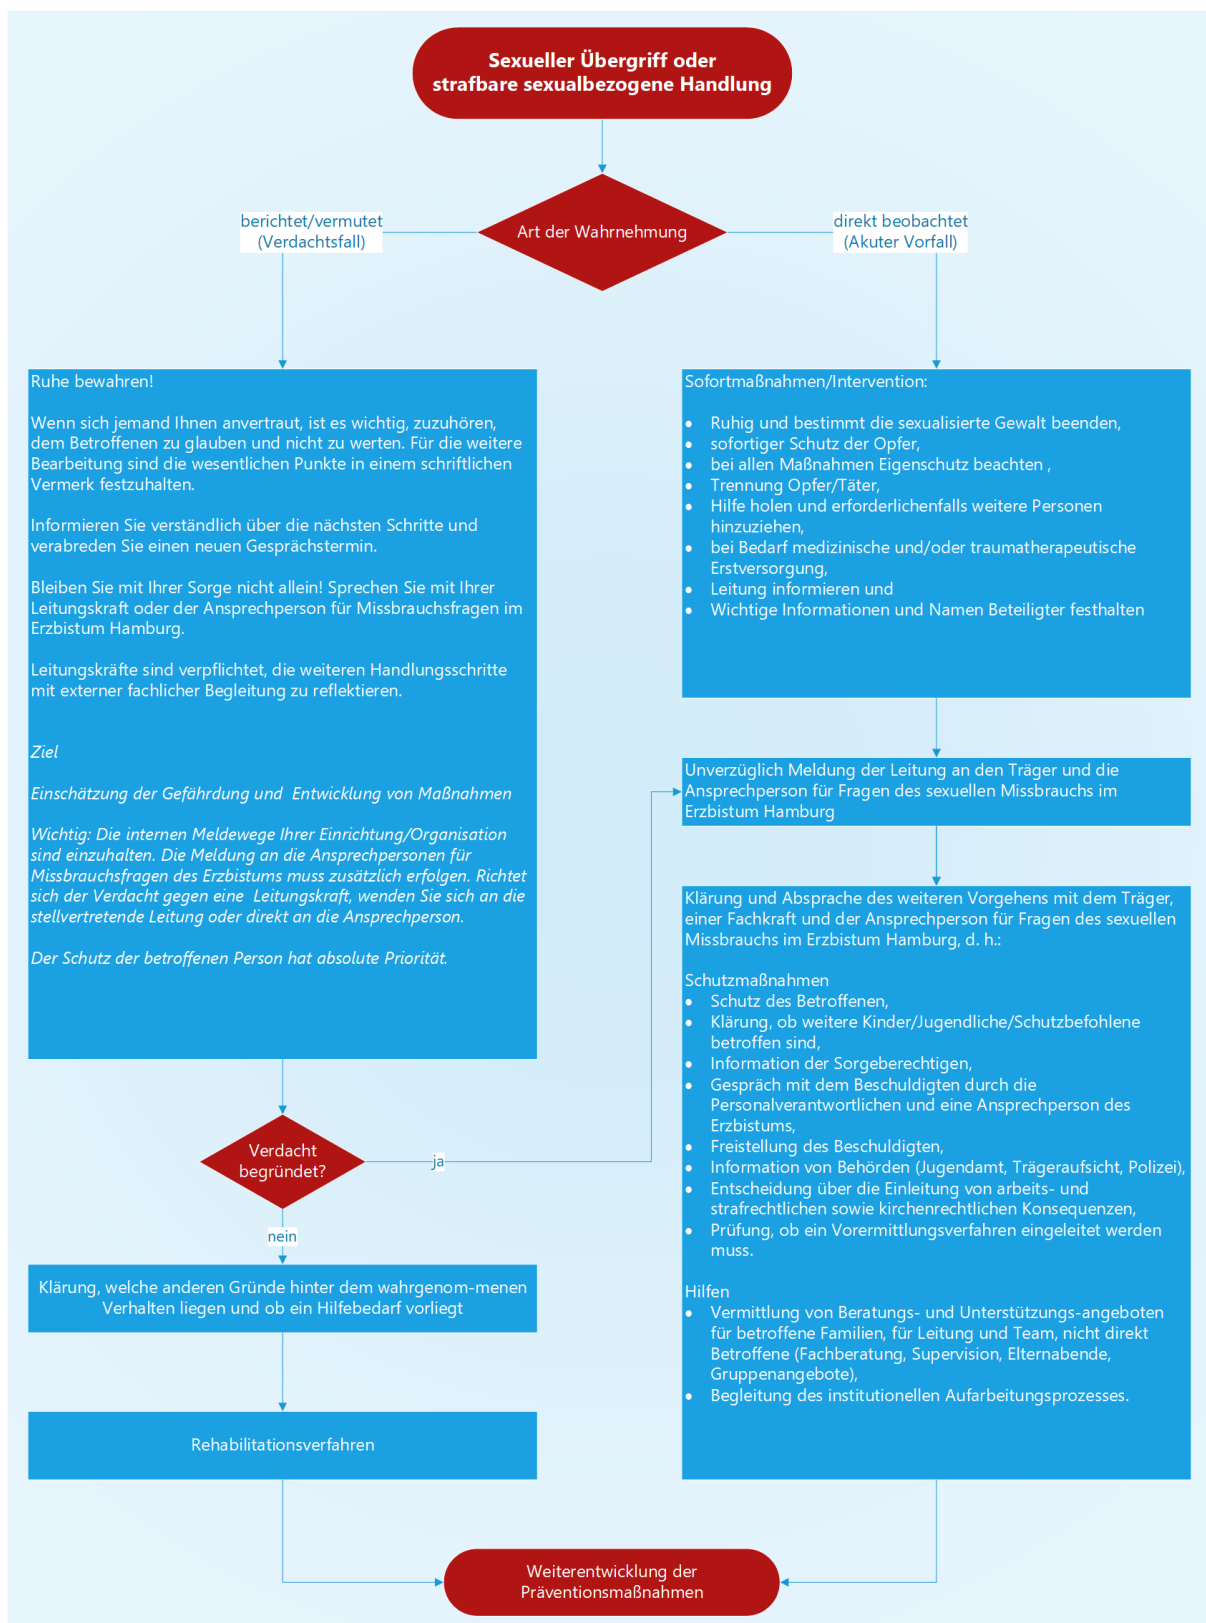 Sexueller Übergriff oder
strafbare sexualbezogene Handlung
Art der Wahrnehmung
berichtet/vermutet
(Verdachtsfall)
direkt beobachtet
(Akuter Vorfall)
Ruhe bewahren!
Wenn sich jemand Ihnen anvertraut, ist es wichtig, zuzuhören,
dem Betroffenen zu glauben und nicht zu werten. Für die weitere
Bearbeitung sind die wesentlichen Punkte in einem schriftlichen
Vermerk festzuhalten.
Informieren Sie verständlich über die nächsten Schritte und
verabreden Sie einen neuen Gesprächstermin.
Bleiben Sie mit Ihrer Sorge nicht allein! Sprechen Sie mit Ihrer
Leitungskraft oder der Ansprechperson für Missbrauchsfragen im
Erzbistum Hamburg.
Leitungskräfte sind verpflichtet, die weiteren Handlungsschritte
mit externer fachlicher Begleitung zu reflektieren.
Ziel
Einschätzung der Gefährdung und  Entwicklung von Maßnahmen
Wichtig: Die internen Meldewege Ihrer Einrichtung/Organisation
sind einzuhalten. Die Meldung an die Ansprechpersonen für
Missbrauchsfragen des Erzbistums muss zusätzlich erfolgen. Richtet
sich der Verdacht gegen eine  Leitungskraft, wenden Sie sich an die
stellvertretende Leitung oder direkt an die Ansprechperson.
Der Schutz der betroffenen Person hat absolute Priorität.
Verdacht
begründet?
ja
nein
Klärung, welche anderen Gründe hinter dem wahrgenom-menen
Verhalten liegen und ob ein Hilfebedarf vorliegt
Rehabilitationsverfahren
Sofortmaßnahmen/Intervention:
• Ruhig und bestimmt die sexualisierte Gewalt beenden,
• sofortiger Schutz der Opfer,
• bei allen Maßnahmen Eigenschutz beachten ,
• Trennung Opfer/Täter,
• Hilfe holen und erforderlichenfalls weitere Personen
hinzuziehen,
• bei Bedarf medizinische und/oder traumatherapeutische
Erstversorgung,
• Leitung informieren und
• Wichtige Informationen und Namen Beteiligter festhalten
Unverzüglich Meldung der Leitung an den Träger und die
Ansprechperson für Fragen des sexuellen Missbrauchs im
Erzbistum Hamburg
Klärung und Absprache des weiteren Vorgehens mit dem Träger,
einer Fachkraft und der Ansprechperson für Fragen des sexuellen
Missbrauchs im Erzbistum Hamburg, d. h.:
Schutzmaßnahmen
• Schutz des Betroffenen,
• Klärung, ob weitere Kinder/Jugendliche/Schutzbefohlene
betroffen sind,
• Information der Sorgeberechtigen,
• Gespräch mit dem Beschuldigten durch die
Personalverantwortlichen und eine Ansprechperson des
Erzbistums,
• Freistellung des Beschuldigten,
• Information von Behörden (Jugendamt, Trägeraufsicht, Polizei),
• Entscheidung über die Einleitung von arbeits- und
strafrechtlichen sowie kirchenrechtlichen Konsequenzen,
• Prüfung, ob ein Vorermittlungsverfahren eingeleitet werden
muss.
Hilfen
• Vermittlung von Beratungs- und Unterstützungs-angeboten
für betroffene Familien, für Leitung und Team, nicht direkt
Betroffene (Fachberatung, Supervision, Elternabende,
Gruppenangebote),
• Begleitung des institutionellen Aufarbeitungsprozesses.
Weiterentwicklung der
Präventionsmaßnahmen